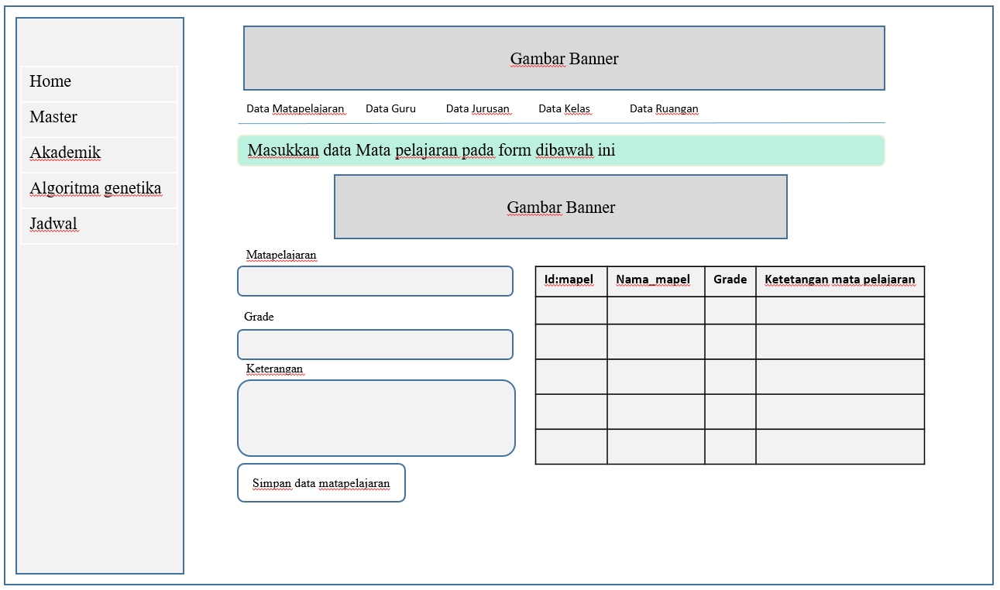 Home
Master
Akademik
Algoritma genetika
Jadwal
Gambar Banner
Data Matapelajaran Data Guru Data Jurusan Data Kelas Data Ruangan
Masukkan data Mata pelajaran pada form dibawah ini
Gambar Banner
Matapelajaran
Grade
Keterangan
Simpan data matapelajaran
Id:mapel Nama_mapel Grade Ketetangan mata pelajaran